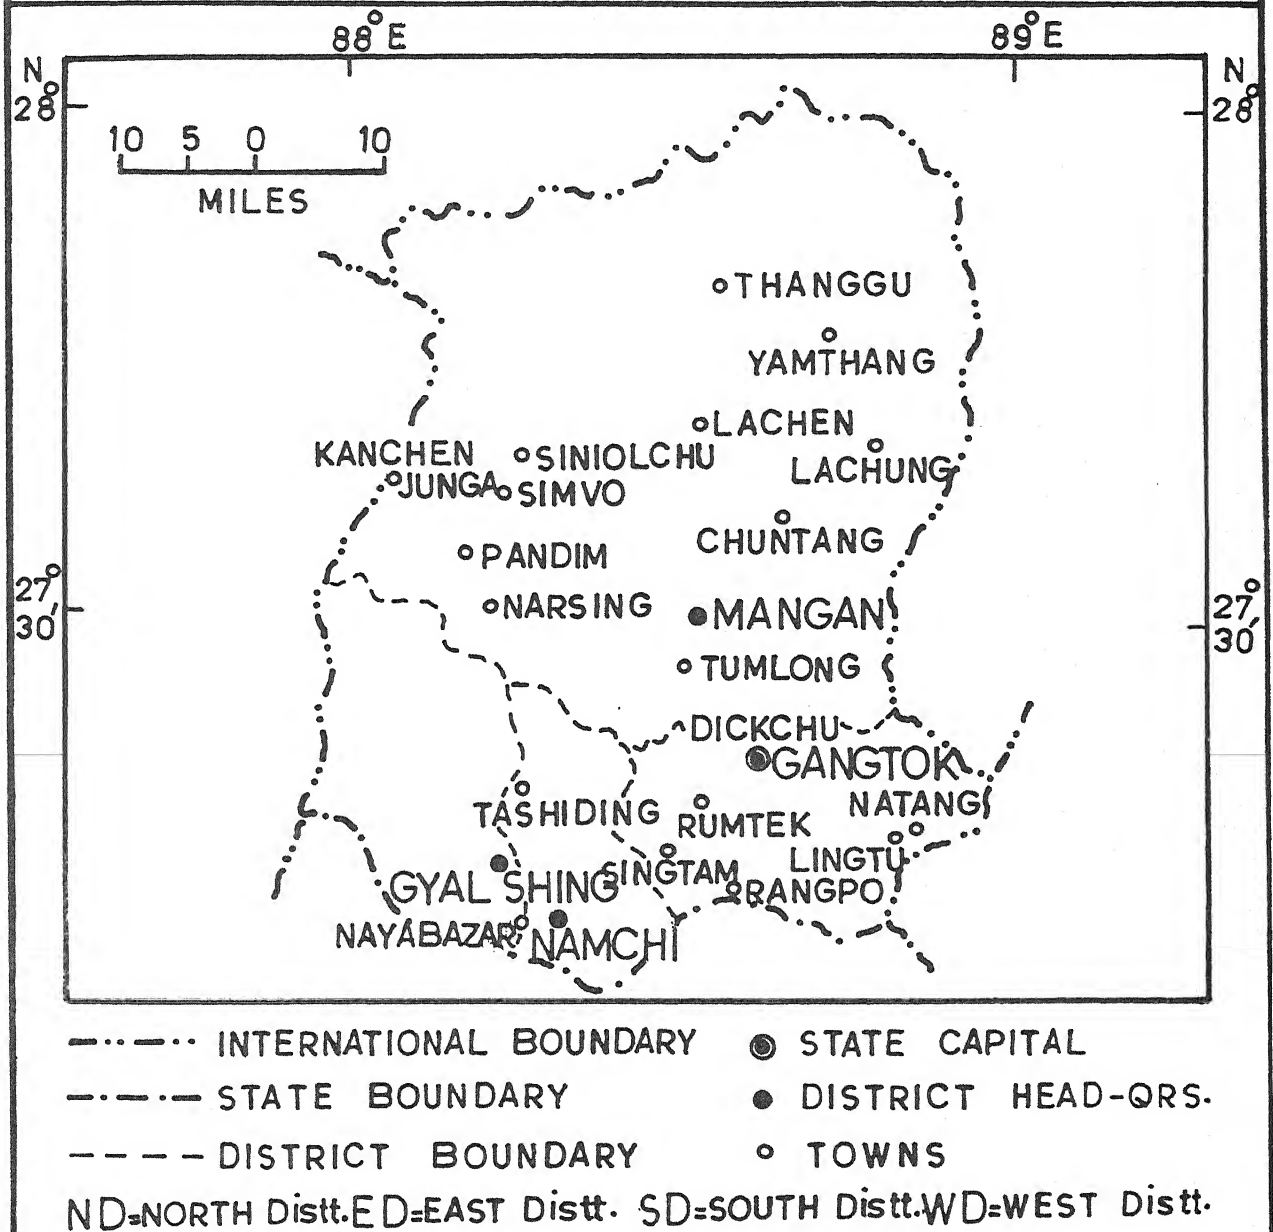 88°E 89°E
N N
28° 28°
10 5 0 10
MILES
THANGGU
YAMTHANG
LACHEN
KANCHEN SINIOLCHU LACHUNG
JUNGA SIMVO
CHUNTANG
PANDIM
27° 30' NARSING MANGAN 27° 30'
TUMLONG
DICKCHU
GANGTOK
TASHIDING RUMTEK NATANG
SINGTAM LINGTU
GYAL SHING RANGPO
NAYABAZAR NAMCHI
INTERNATIONAL BOUNDARY STATE CAPITAL
STATE BOUNDARY DISTRICT HEAD-QRS.
DISTRICT BOUNDARY TOWNS
ND=NORTH Distt. ED=EAST Distt. SD=SOUTH Distt. WD=WEST Distt.